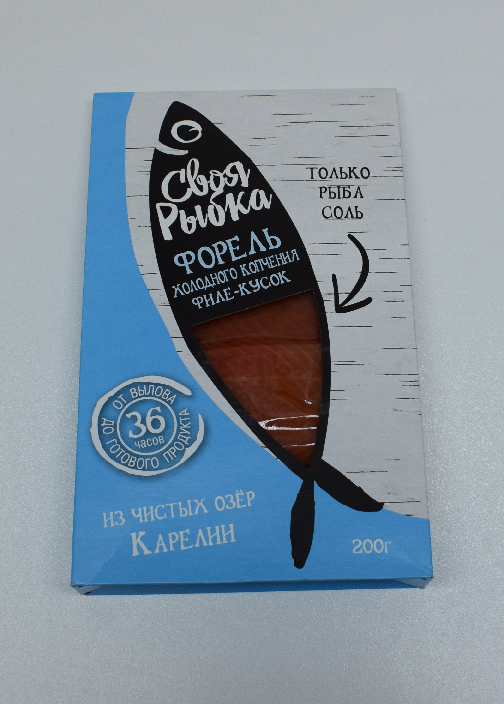 Своя
Рыбка
ФОРЕЛЬ
ХОЛОДНОГО КОПЧЕНИЯ
ФИЛЕ-КУСОК
ТОЛЬКО
РЫБА
СОЛЬ
ОТ ВЫЛОВА
36
часов
ДО ГОТОВОГО ПРОДУКТА
ИЗ ЧИСТЫХ ОЗЁР
КАРЕЛИИ
200г